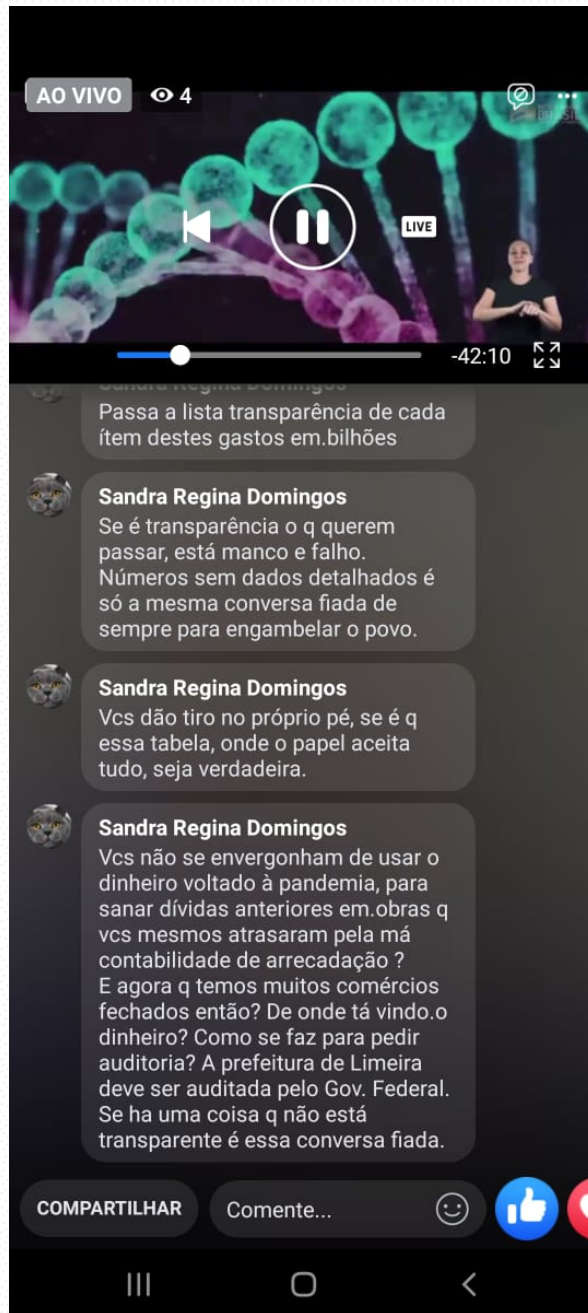 AO VIVO
4
LIVE
-42:10
Sandra Regina Domingos
Passa a lista transparência de cada
ítem destes gastos em.bilhões
Sandra Regina Domingos
Se é transparência o q querem
passar, está manco e falho.
Números sem dados detalhados é
só a mesma conversa fiada de
sempre para engambelar o povo.
Sandra Regina Domingos
Vcs dão tiro no próprio pé, se é q
essa tabela, onde o papel aceita
tudo, seja verdadeira.
Sandra Regina Domingos
Vcs não se envergonham de usar o
dinheiro voltado à pandemia, para
sanar dívidas anteriores em.obras q
vcs mesmos atrasaram pela má
contabilidade de arrecadação ?
E agora q temos muitos comércios
fechados então? De onde tá vindo.o
dinheiro? Como se faz para pedir
auditoria? A prefeitura de Limeira
deve ser auditada pelo Gov. Federal.
Se ha uma coisa q não está
transparente é essa conversa fiada.
COMPARTILHAR
Comente...